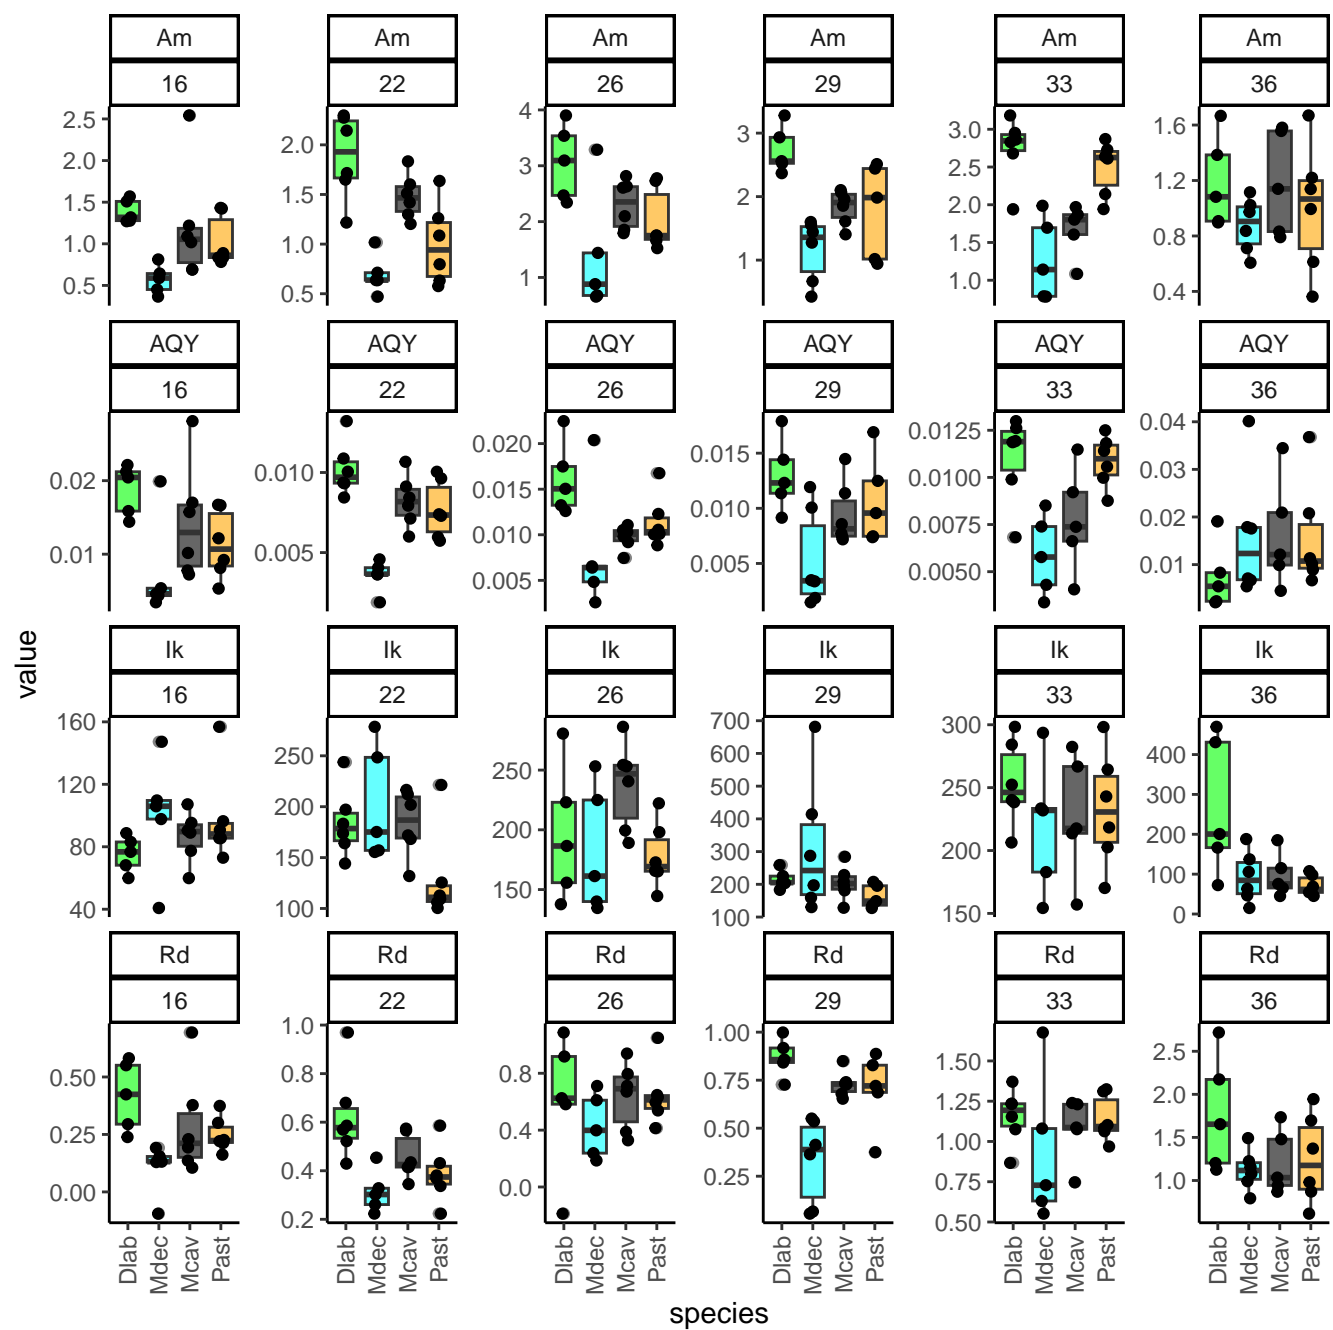 Am Am Am Am Am Am
16 22 26 29 33 36
2.5 2.0 1.5 1.0 0.5
2.0 1.5 1.0 0.5
4 3 2 1
3 2 1
3.0 2.5 2.0 1.5 1.0
1.6 1.2 0.8 0.4
AQY AQY AQY AQY AQY AQY
16 22 26 29 33 36
0.02 0.01
0.010 0.005
0.020 0.015 0.010 0.005
0.015 0.010 0.005
0.0125 0.0100 0.0075 0.0050
0.04 0.03 0.02 0.01
value
Ik Ik Ik Ik Ik Ik
16 22 26 29 33 36
160 120 80 40
250 200 150 100
250 200 150
700 600 500 400 300 200 100
300 250 200 150
400 300 200 100 0
Rd Rd Rd Rd Rd Rd
16 22 26 29 33 36
0.50 0.25 0.00
1.0 0.8 0.6 0.4 0.2
0.8 0.4 0.0
1.00 0.75 0.50 0.25
1.50 1.25 1.00 0.75 0.50
2.5 2.0 1.5 1.0
Dlab Mdec Mcav Past Dlab Mdec Mcav Past Dlab Mdec Mcav Past Dlab Mdec Mcav Past Dlab Mdec Mcav Past Dlab Mdec Mcav Past
species